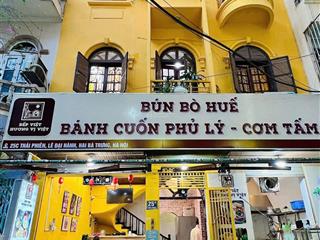 BẾP VIỆT
HƯƠNG VỊ VIỆT
BÚN BÒ HUẾ
BÁNH CUỐN PHỦ LÝ - CƠM TẤM
25C THÁI PHIÊN, LÊ ĐẠI HÀNH, HAI BÀ TRƯNG, HÀ NỘI